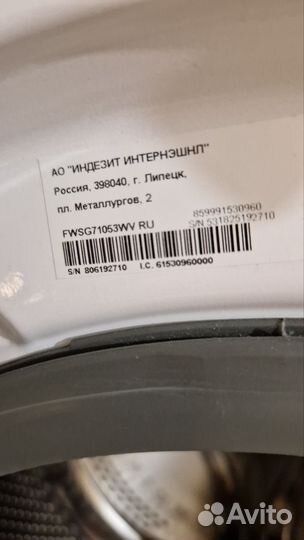 АО "ИНДЕЗИТ ИНТЕРНЭШНЛ"
Россия, 398040, г. Липецк,
пл. Металлургов, 2
859991530960
FWSG71053WV RU
S/N 531825192710
S/N 806192710 I.C. 61530960000
Avito